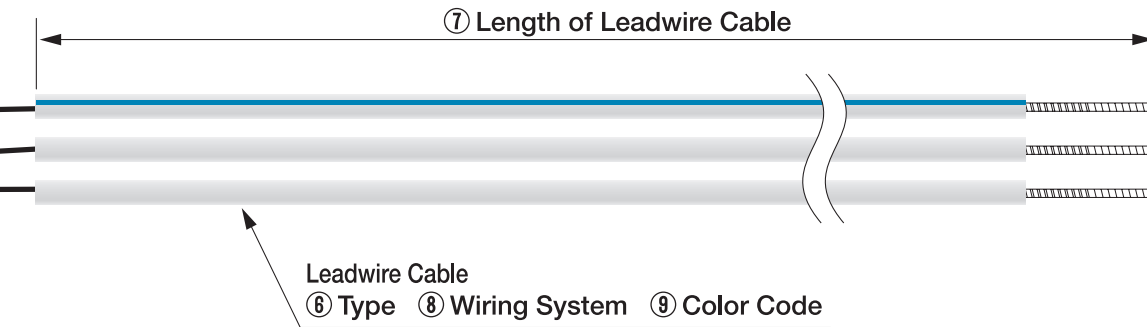 ⑦ Length of Leadwire Cable
Leadwire Cable
⑥ Type ⑧ Wiring System ⑨ Color Code